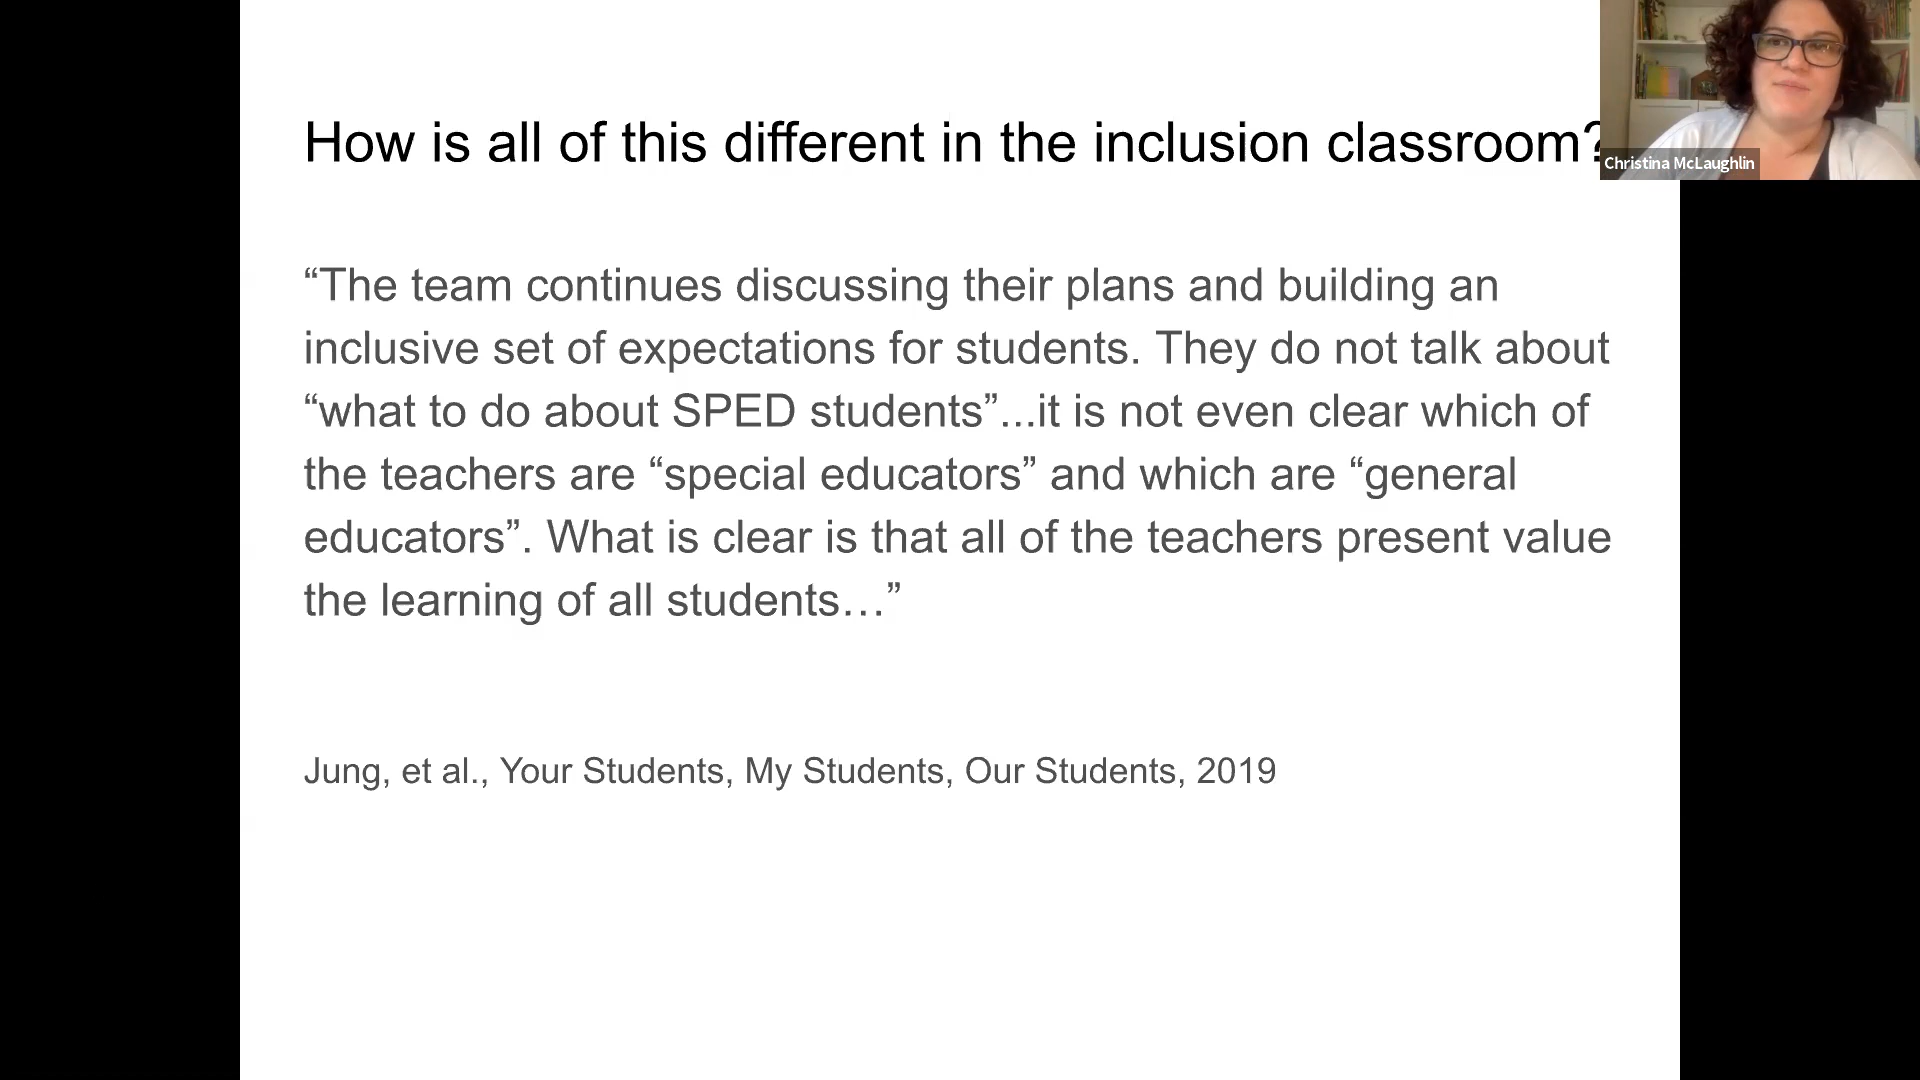 How is all of this different in the inclusion classroom?
Christina McLaughlin
“The team continues discussing their plans and building an
inclusive set of expectations for students. They do not talk about
“what to do about SPED students”...it is not even clear which of
the teachers are “special educators” and which are “general
educators”. What is clear is that all of the teachers present value
the learning of all students…”
Jung, et al., Your Students, My Students, Our Students, 2019